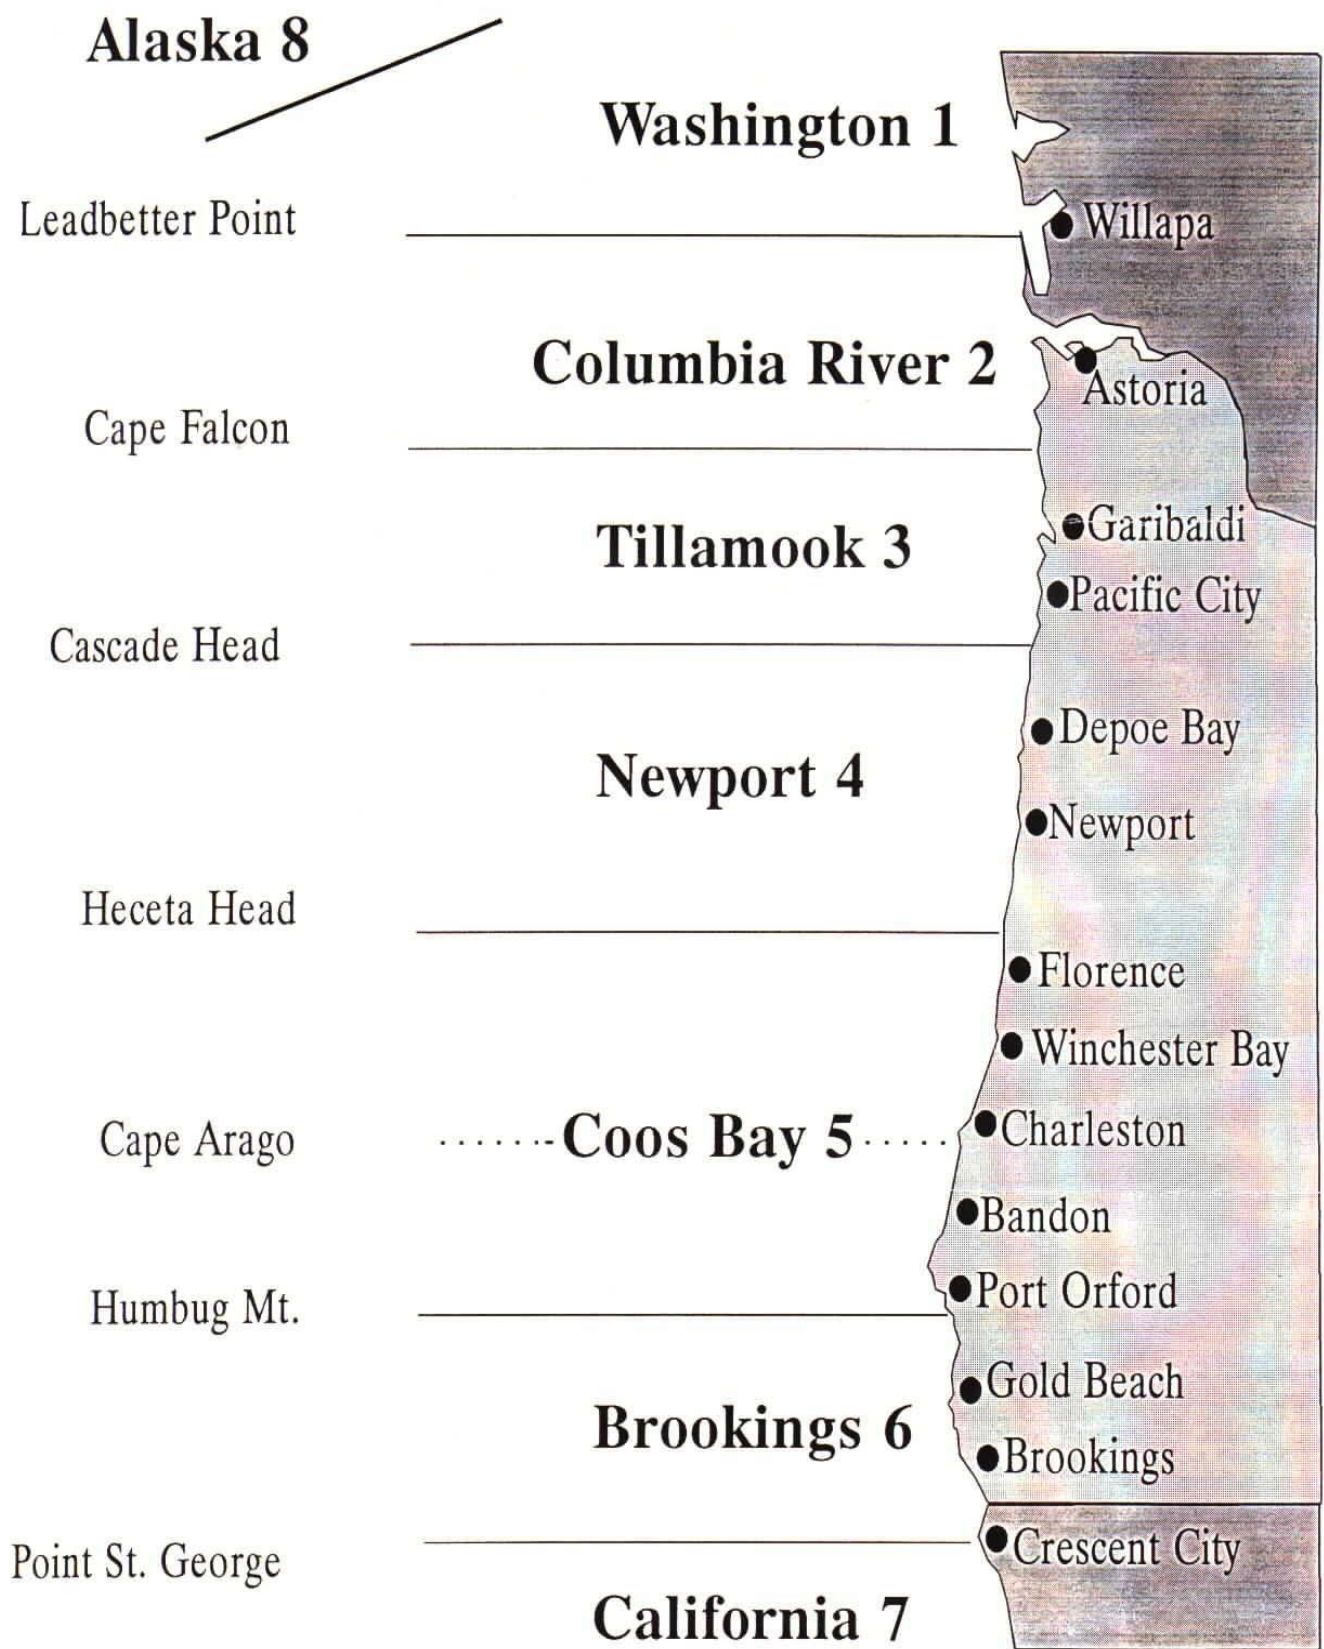 Alaska 8
Washington 1
Leadbetter Point
Willapa
Columbia River 2
Astoria
Cape Falcon
Tillamook 3
Garibaldi
Pacific City
Cascade Head
Depoe Bay
Newport 4
Newport
Heceta Head
Florence
Winchester Bay
Cape Arago
Coos Bay 5
Charleston
Bandon
Humbug Mt.
Port Orford
Gold Beach
Brookings 6
Brookings
Point St. George
Crescent City
California 7